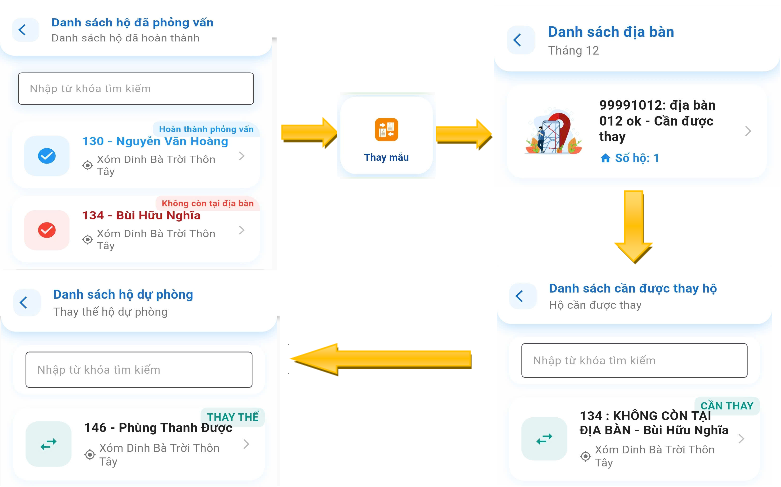 Danh sách hộ đã phỏng vấn
Danh sách hộ đã hoàn thành
Nhập từ khóa tìm kiếm
Hoàn thành phỏng vấn
130 - Nguyễn Văn Hoàng
Xóm Dinh Bà Trời Thôn
Tây
Không còn tại địa bàn
134 - Bùi Hữu Nghĩa
Xóm Dinh Bà Trời Thôn
Tây
Thay mẫu
Danh sách địa bàn
Tháng 12
99991012: địa bàn
012 ok - Cần được
thay
Số hộ: 1
Danh sách cần được thay hộ
Hộ cần được thay
Nhập từ khóa tìm kiếm
CẦN THAY
134 : KHÔNG CÒN TẠI
ĐỊA BÀN - Bùi Hữu Nghĩa
Xóm Dinh Bà Trời Thôn
Tây
Danh sách hộ dự phòng
Thay thế hộ dự phòng
Nhập từ khóa tìm kiếm
THAY THẾ
146 - Phùng Thanh Được
Xóm Dinh Bà Trời Thôn
Tây